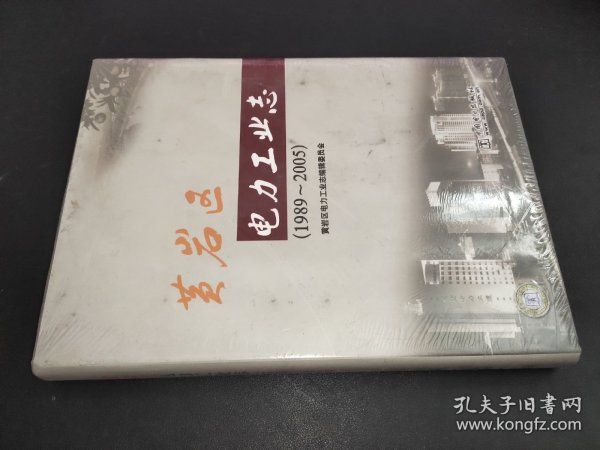 黄岩区
电力工业志
(1989～2005)
黄岩区电力工业志编辑委员会
孔夫子旧书网
www.kongfz.com